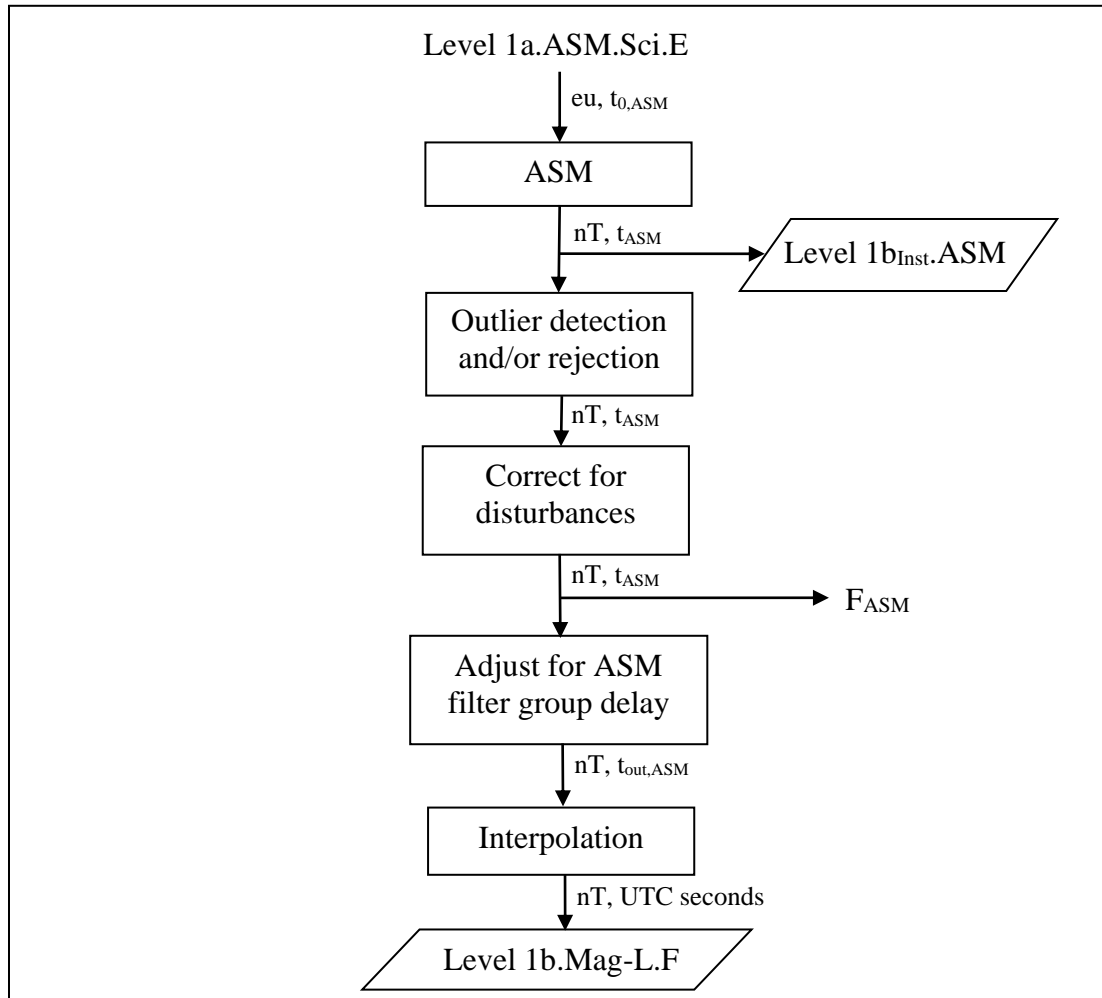 Level 1a.ASM.Sci.E
eu, t0,ASM
ASM
nT, tASM
Level 1bInst.ASM
Outlier detection
and/or rejection
nT, tASM
Correct for
disturbances
nT, tASM
FASM
Adjust for ASM
filter group delay
nT, tout,ASM
Interpolation
nT, UTC seconds
Level 1b.Mag-L.F